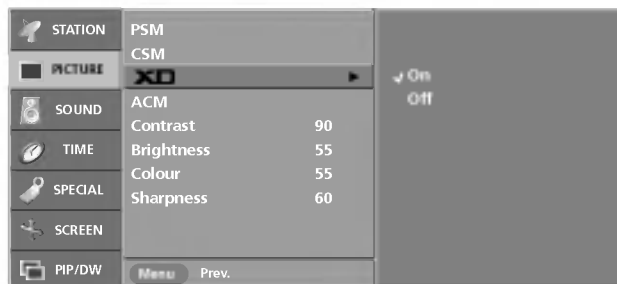 STATION
PICTURE
SOUND
TIME
SPECIAL
SCREEN
PIP/DW
PSM
CSM
XD
ACM
Contrast 90
Brightness 55
Colour 55
Sharpness 60
Menu Prev.
On
Off